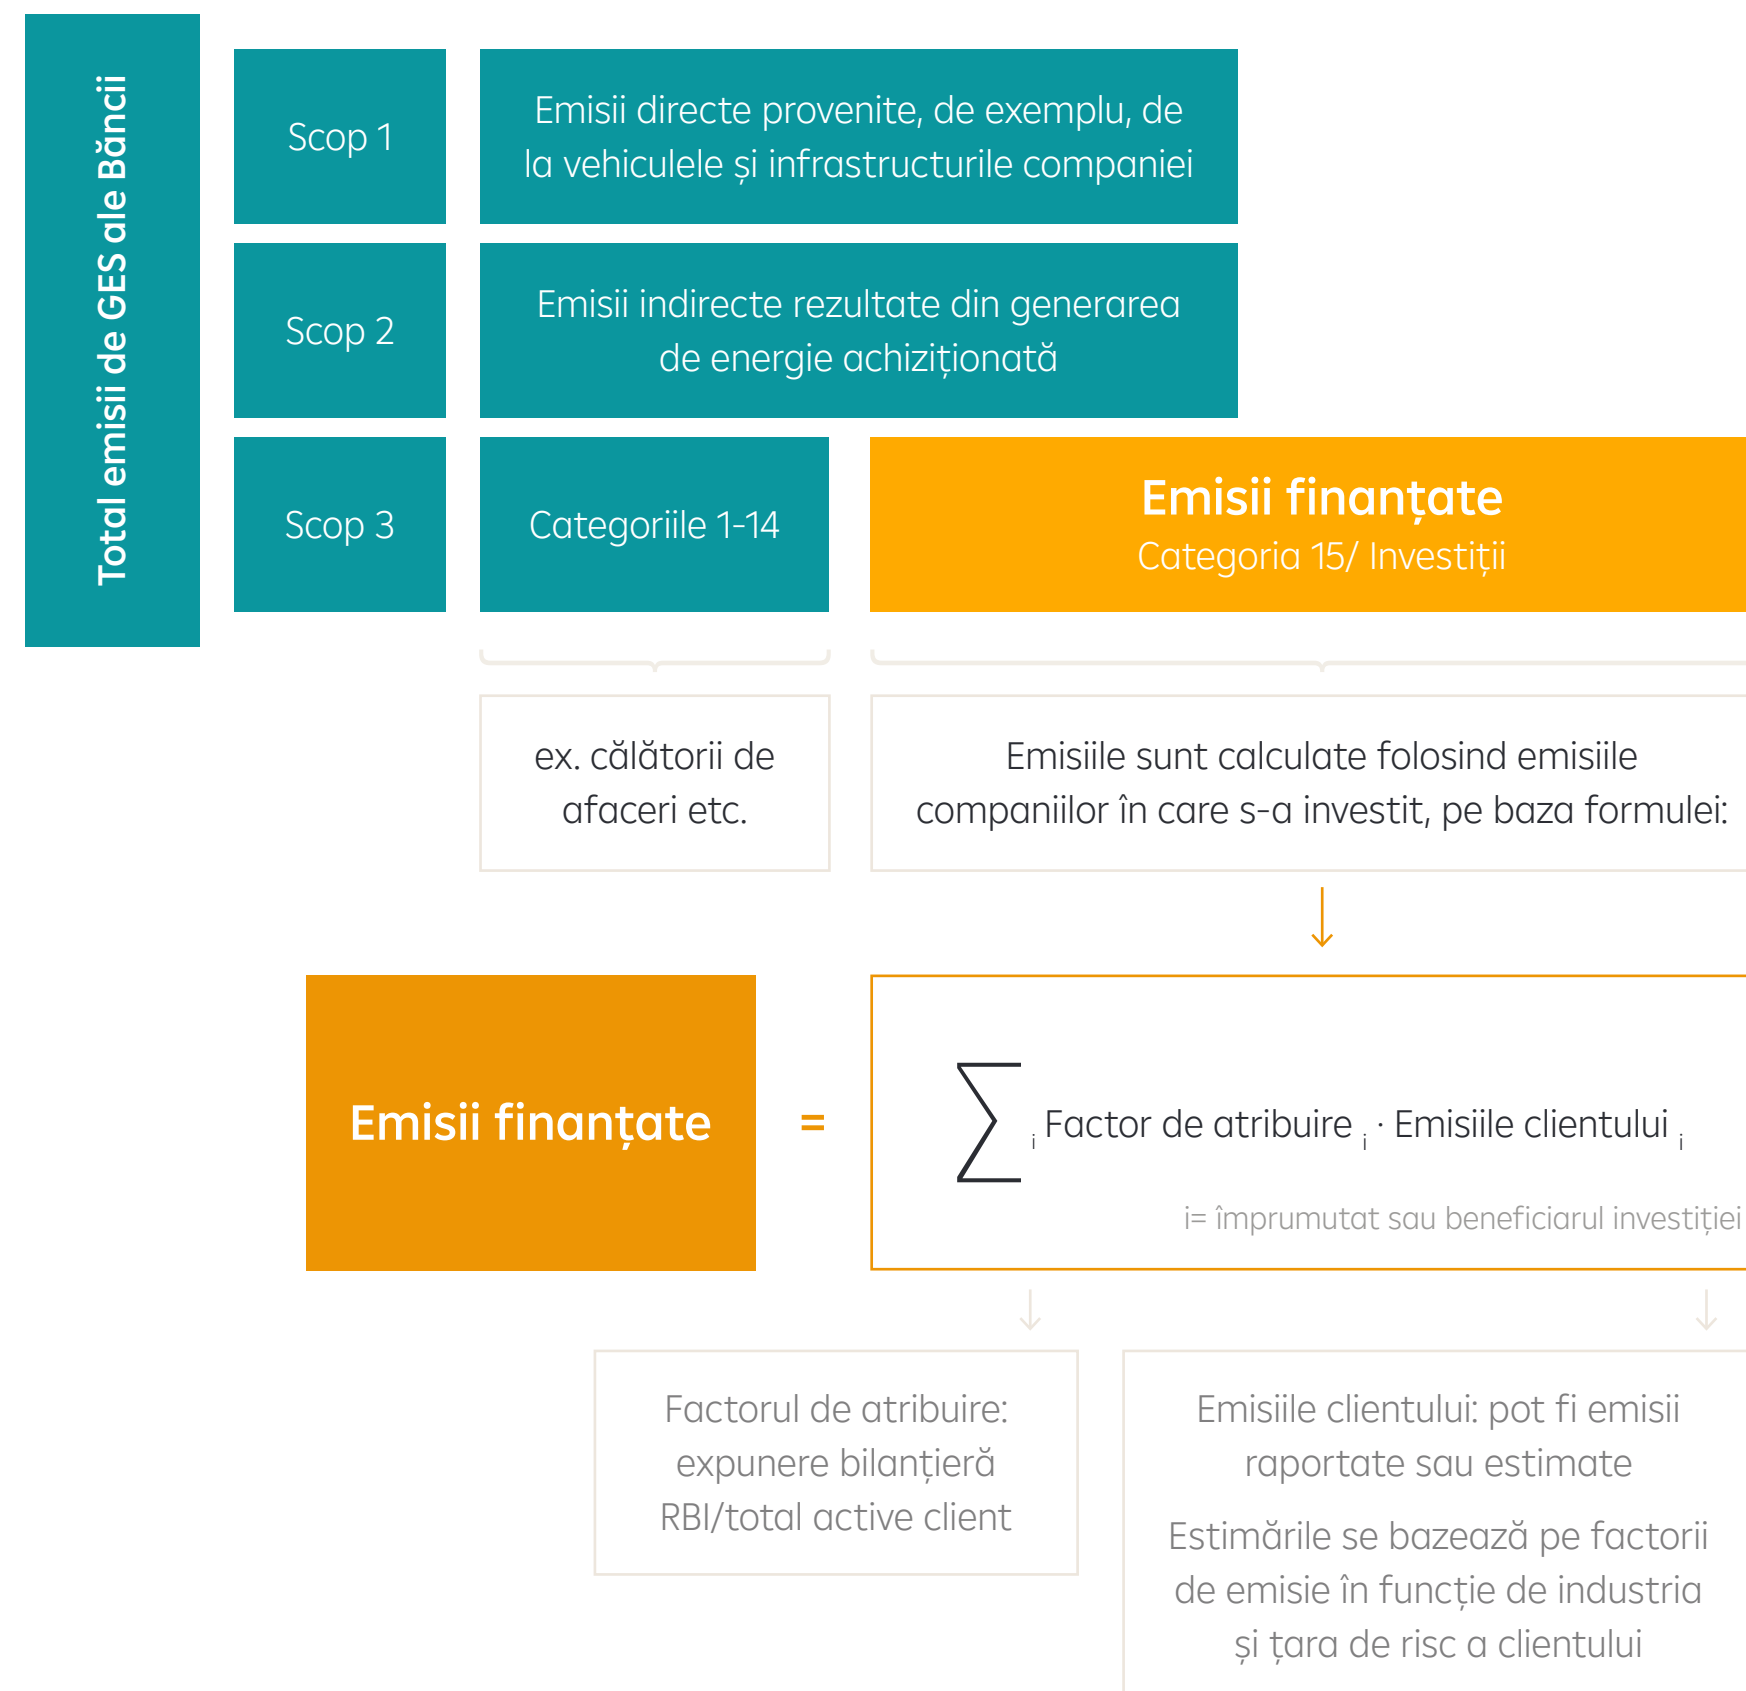 Total emisii de GES ale Băncii
Scop 1
Emisii directe provenite, de exemplu, de
la vehiculele și infrastructurile companiei
Scop 2
Emisii indirecte rezultate din generarea
de energie achiziționată
Scop 3
Categoriile 1-14
Emisii finanțate
Categoria 15/ Investiții
ex. călătorii de
afaceri etc.
Emisiile sunt calculate folosind emisiile
companiilor în care s-a investit, pe baza formulei:
Emisii finanțate
=
∑ i Factor de atribuire i · Emisiile clientului i
i= împrumutat sau beneficiarul investiției
Factorul de atribuire:
expunere bilanțieră
RBI/total active client
Emisiile clientului: pot fi emisii
raportate sau estimate
Estimările se bazează pe factorii
de emisie în funcție de industria
și țara de risc a clientului